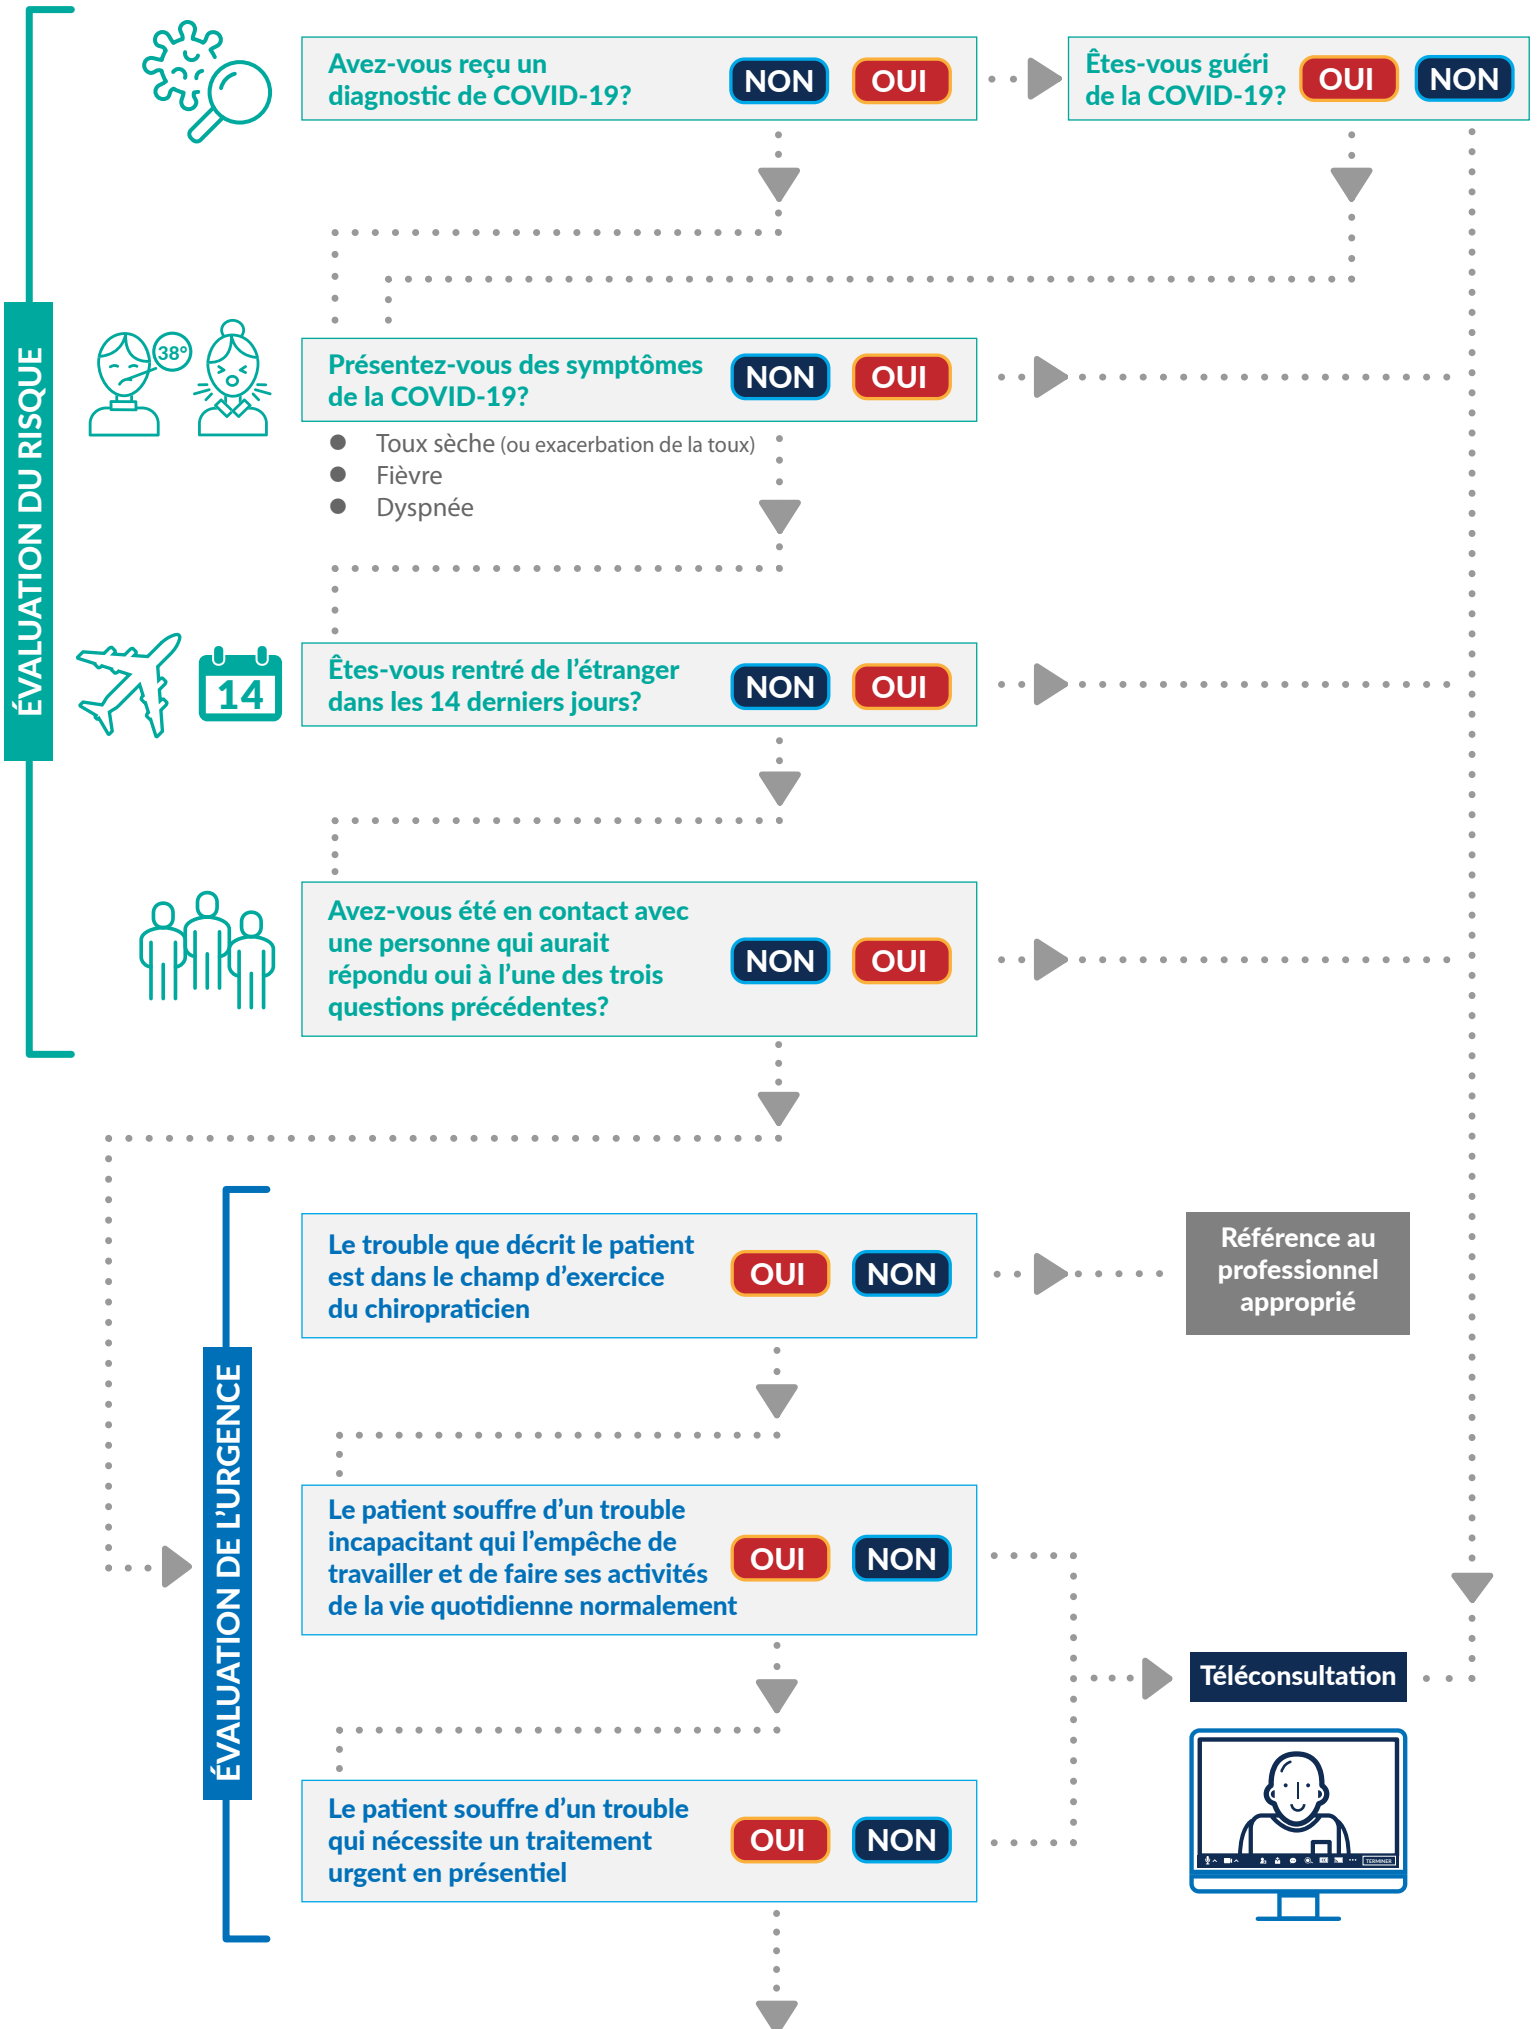 Avez-vous reçu un
diagnostic de COVID-19?
NON
OUI
Êtes-vous guéri
de la COVID-19?
OUI
NON
ÉVALUATION DU RISQUE
38°
Présentez-vous des symptômes
de la COVID-19?
NON
OUI
● Toux sèche (ou exacerbation de la toux)
● Fièvre
● Dyspnée
14
Êtes-vous rentré de l’étranger
dans les 14 derniers jours?
NON
OUI
Avez-vous été en contact avec
une personne qui aurait
répondu oui à l’une des trois
questions précédentes?
NON
OUI
ÉVALUATION DE L’URGENCE
Le trouble que décrit le patient
est dans le champ d’exercice
du chiropraticien
OUI
NON
Référence au
professionnel
approprié
Le patient souffre d’un trouble
incapacitant qui l’empêche de
travailler et de faire ses activités
de la vie quotidienne normalement
OUI
NON
Téléconsultation
Le patient souffre d’un trouble
qui nécessite un traitement
urgent en présentiel
OUI
NON
TERMINER